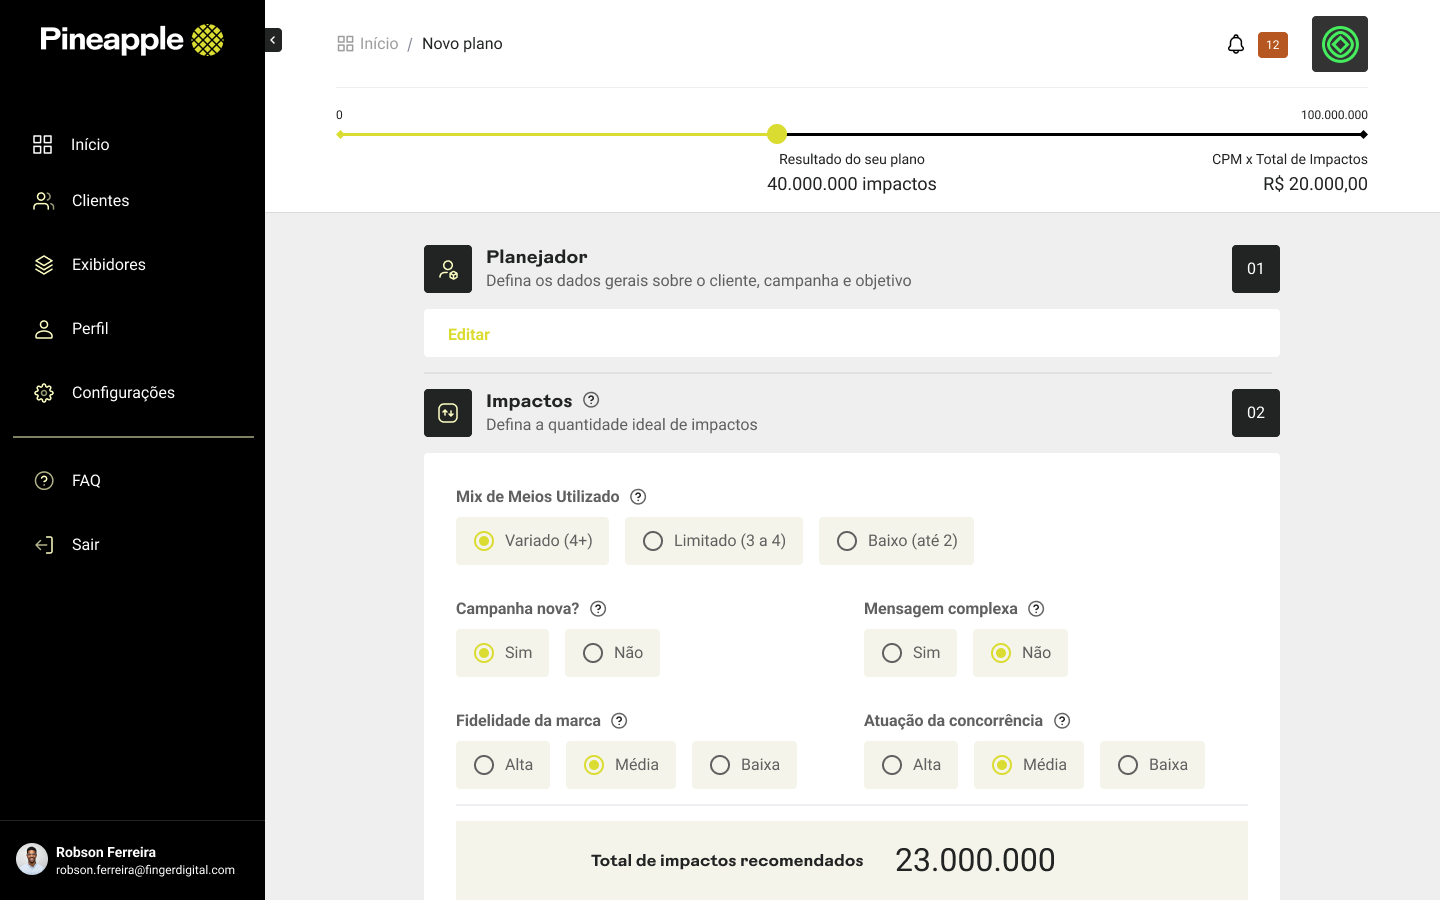 Pineapple
Início
Clientes
Exibidores
Perfil
Configurações
FAQ
Sair
Robson Ferreira
robson.ferreira@fingerdigital.com
Início / Novo plano
12
0
100.000.000
Resultado do seu plano
40.000.000 impactos
CPM x Total de Impactos
R$ 20.000,00
Planejador
Defina os dados gerais sobre o cliente, campanha e objetivo
01
Editar
Impactos
Defina a quantidade ideal de impactos
02
Mix de Meios Utilizado
Variado (4+) Limitado (3 a 4) Baixo (até 2)
Campanha nova?
Sim Não
Mensagem complexa
Sim Não
Fidelidade da marca
Alta Média Baixa
Atuação da concorrência
Alta Média Baixa
Total de impactos recomendados 23.000.000